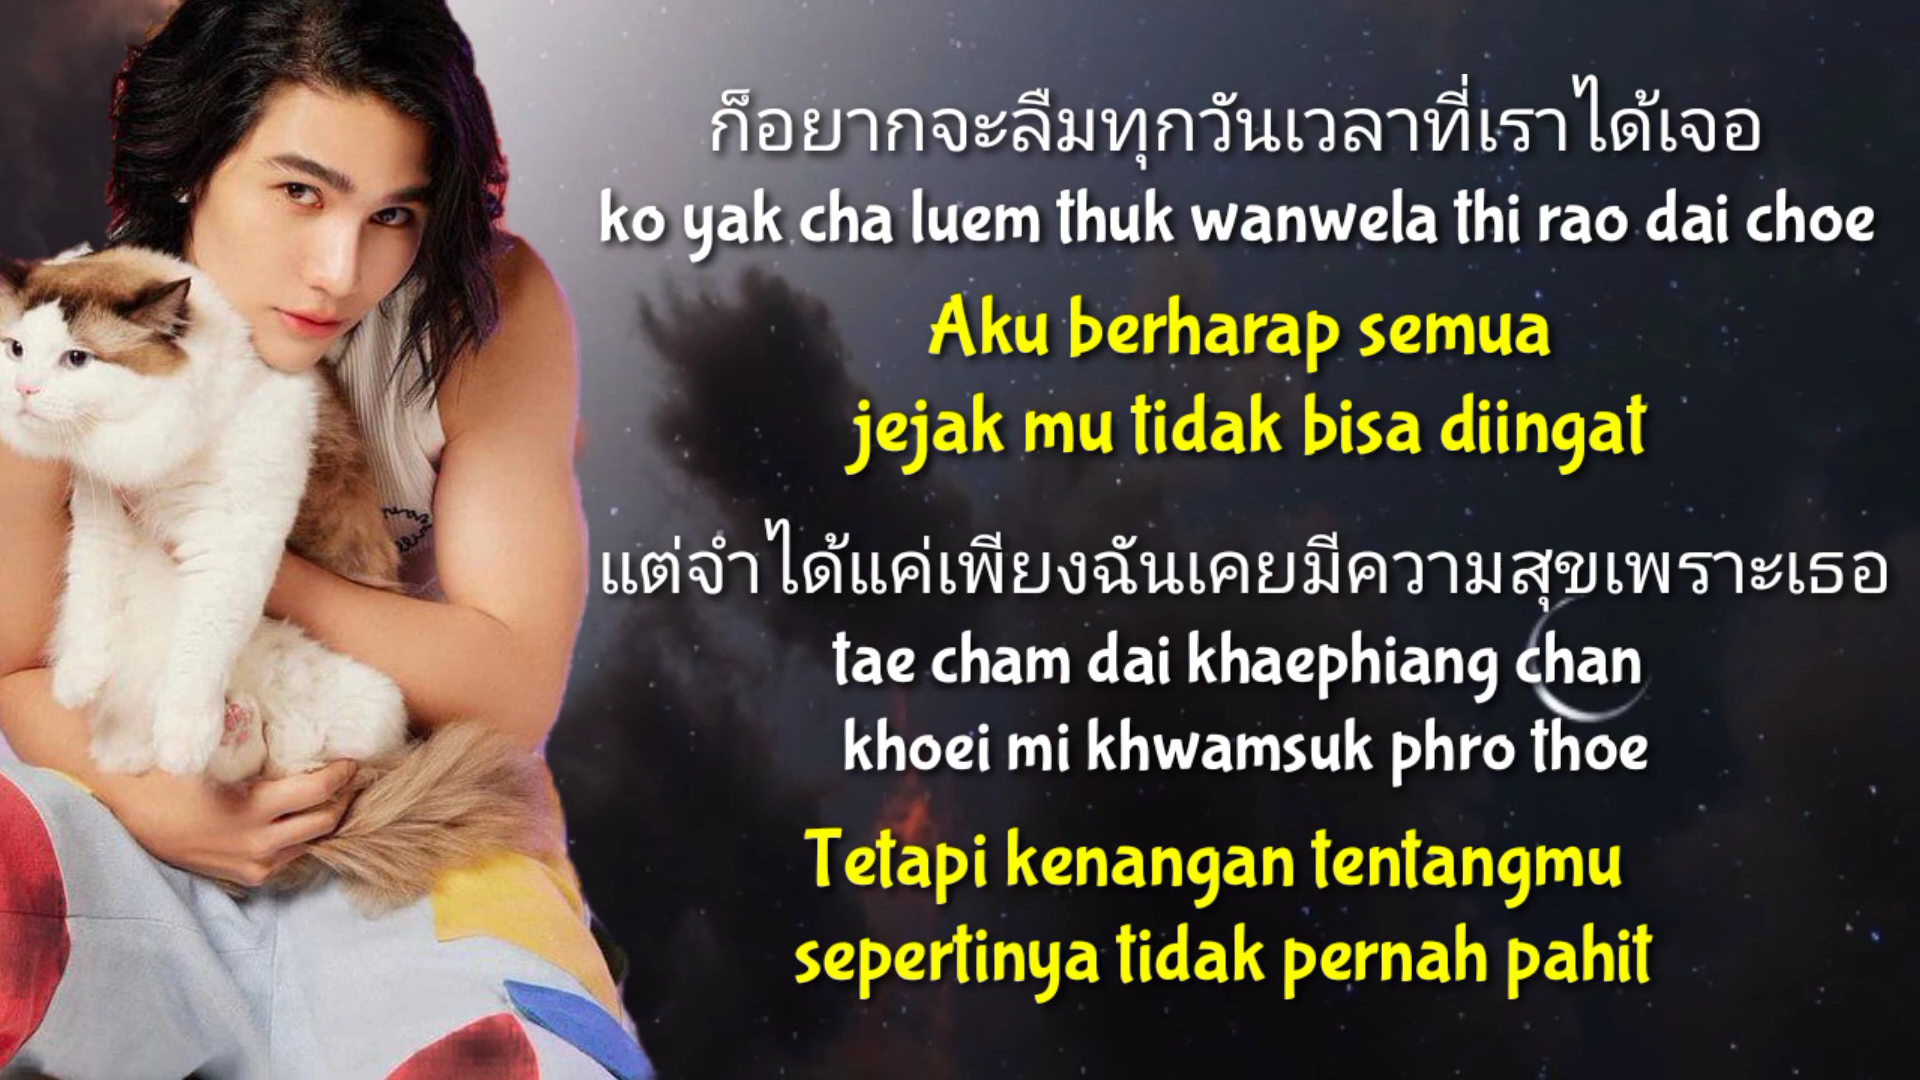 ก็อยากจะลืมทุกวันเวลาที่เราได้เจอ
ko yak cha luem thuk wanwela thi rao dai choe
Aku berharap semua
jejak mu tidak bisa diingat
แต่จำได้แค่เพียงฉันเคยมีความสุขเพราะเธอ
tae cham dai khaephiang chan
khoei mi khwamsuk phro thoe
Tetapi kenangan tentangmu
sepertinya tidak pernah pahit